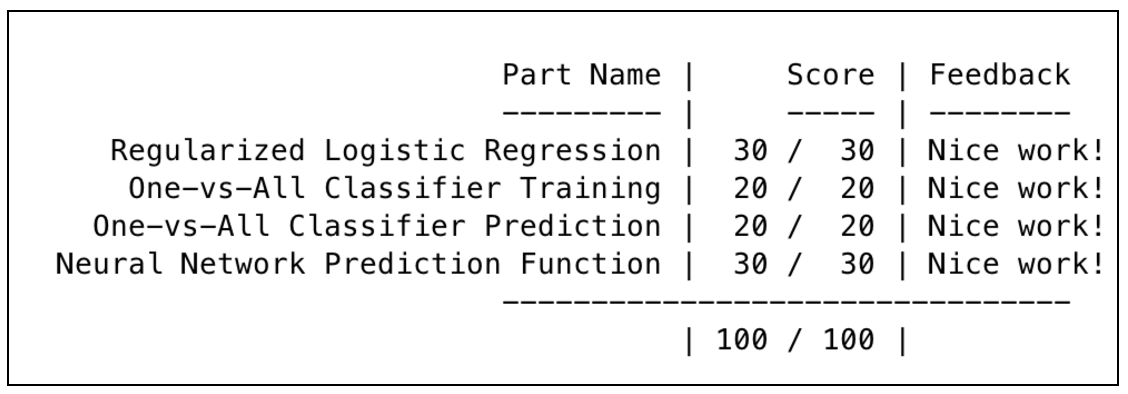 Part Name |     Score | Feedback
--------- |     ----- | --------
Regularized Logistic Regression |  30 /  30 | Nice work!
One-vs-All Classifier Training |  20 /  20 | Nice work!
One-vs-All Classifier Prediction |  20 /  20 | Nice work!
Neural Network Prediction Function |  30 /  30 | Nice work!
--------------------------------
| 100 / 100 |